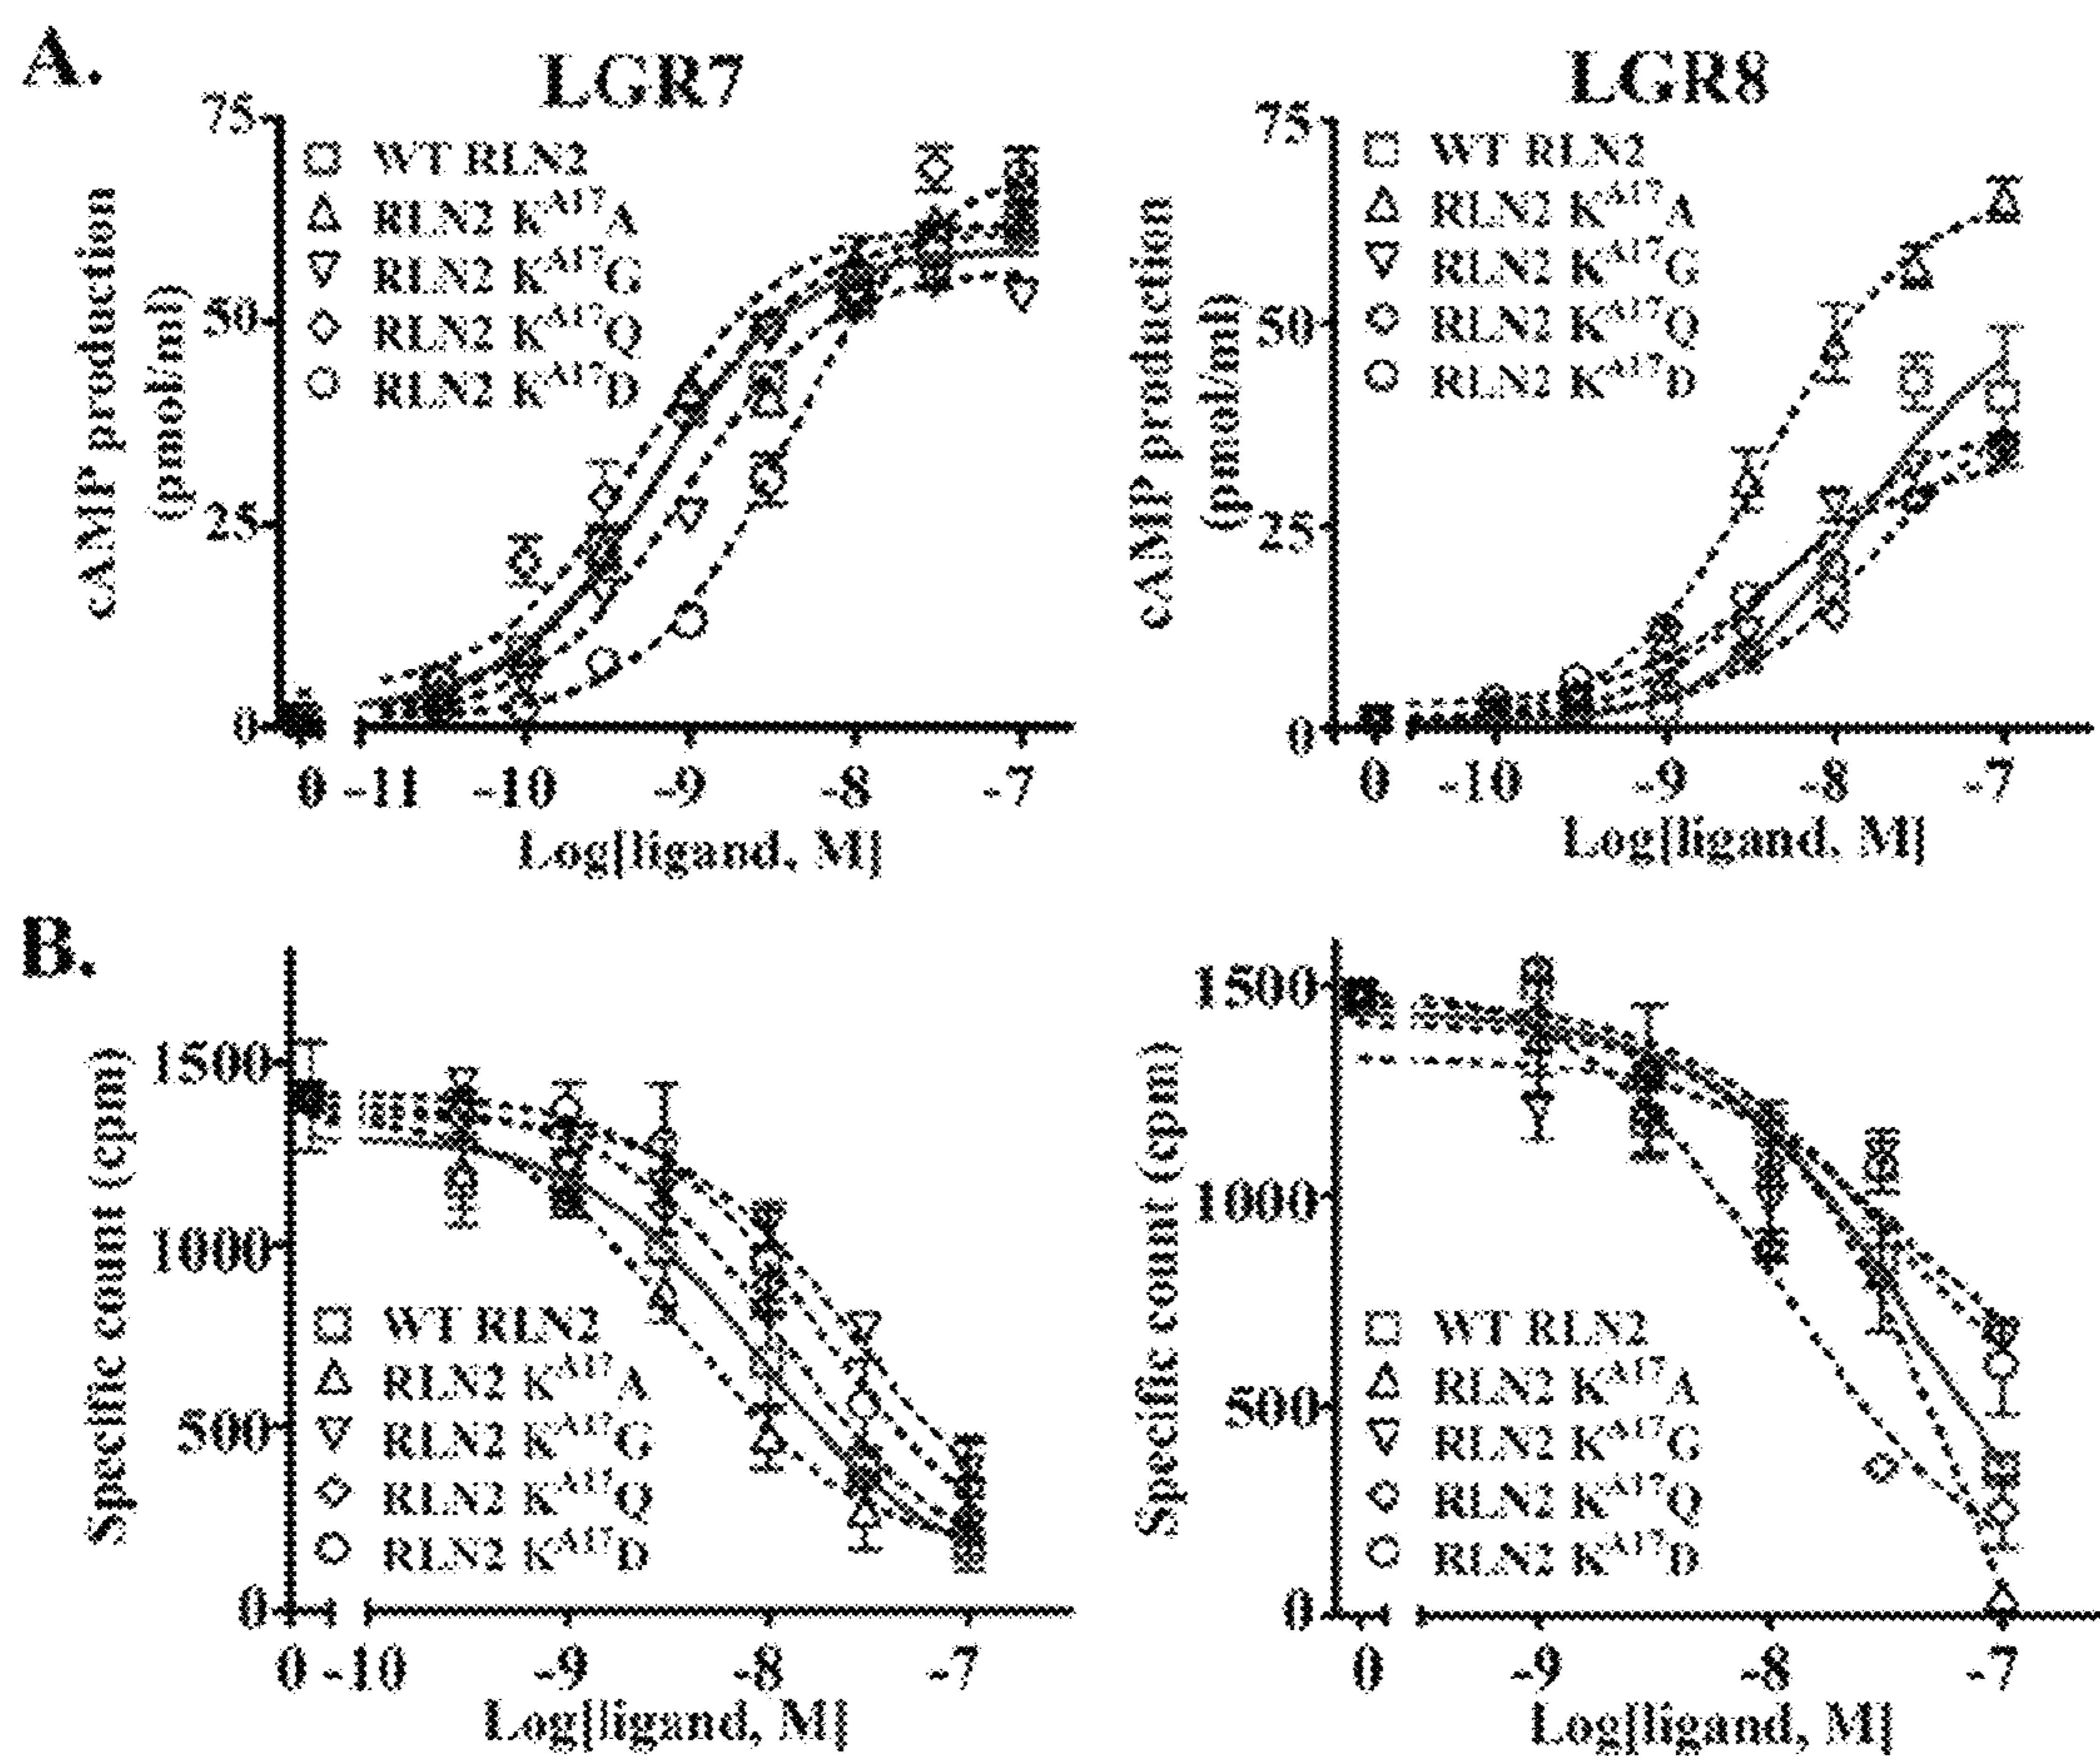 A.
LGR7
75
50
25
0
cAMP production
(pmol/ml)
WT RLN2
RLN2 K^A17A
RLN2 K^A17G
RLN2 K^A17Q
RLN2 K^A17D
0 -11 -10 -9 -8 -7
Log[ligand, M]
LGR8
75
50
25
0
cAMP production
(pmol/ml)
WT RLN2
RLN2 K^A17A
RLN2 K^A17G
RLN2 K^A17Q
RLN2 K^A17D
0 -10 -9 -8 -7
Log[ligand, M]
B.
1500
1000
500
0
Specific count (cpm)
WT RLN2
RLN2 K^A17A
RLN2 K^A17G
RLN2 K^A17Q
RLN2 K^A17D
0 -10 -9 -8 -7
Log[ligand, M]
1500
1000
500
0
Specific count (cpm)
WT RLN2
RLN2 K^A17A
RLN2 K^A17G
RLN2 K^A17Q
RLN2 K^A17D
0 -9 -8 -7
Log[ligand, M]